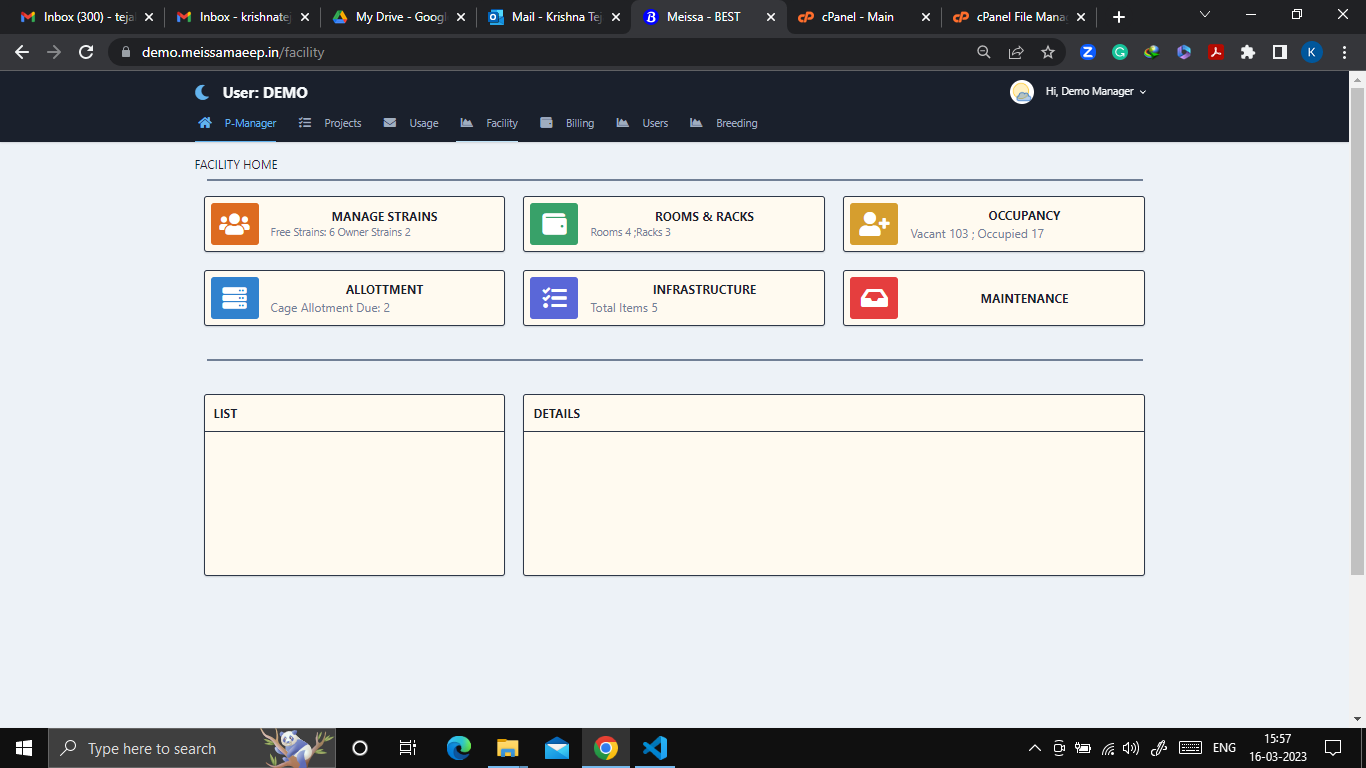 Inbox (300) - teja
Inbox - krishnatej
My Drive - Googl
Mail - Krishna Tej
Meissa - BEST
cPanel - Main
cPanel File Mana
demo.meissamaeep.in/facility
K
User: DEMO
Hi, Demo Manager
P-Manager
Projects
Usage
Facility
Billing
Users
Breeding
FACILITY HOME
MANAGE STRAINS
Free Strains: 6 Owner Strains 2
ROOMS & RACKS
Rooms 4 ;Racks 3
OCCUPANCY
Vacant 103 ; Occupied 17
ALLOTTMENT
Cage Allotment Due: 2
INFRASTRUCTURE
Total Items 5
MAINTENANCE
LIST
DETAILS
Type here to search
ENG
15:57
16-03-2023